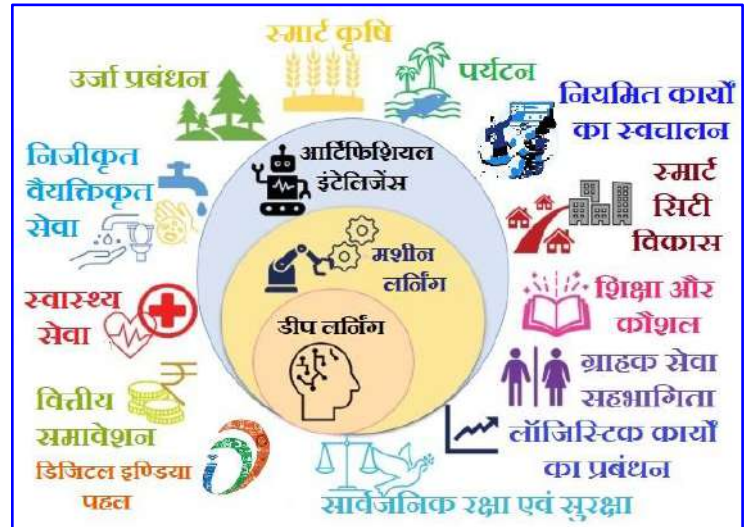 स्मार्ट कृषि
उर्जा प्रबंधन
पर्यटन
नियमित कार्यों
का स्वचालन
निजीकृत
वैयक्तिकृत
सेवा
आर्टिफिशियल
इंटेलिजेंस
स्मार्ट
सिटी
विकास
मशीन
लर्निंग
स्वास्थ्य
सेवा
शिक्षा और
कौशल
डीप लर्निंग
ग्राहक सेवा
सहभागिता
वित्तीय
समावेशन
लॉजिस्टिक कार्यों
का प्रबंधन
डिजिटल इण्डिया
पहल
सार्वजनिक रक्षा एवं सुरक्षा